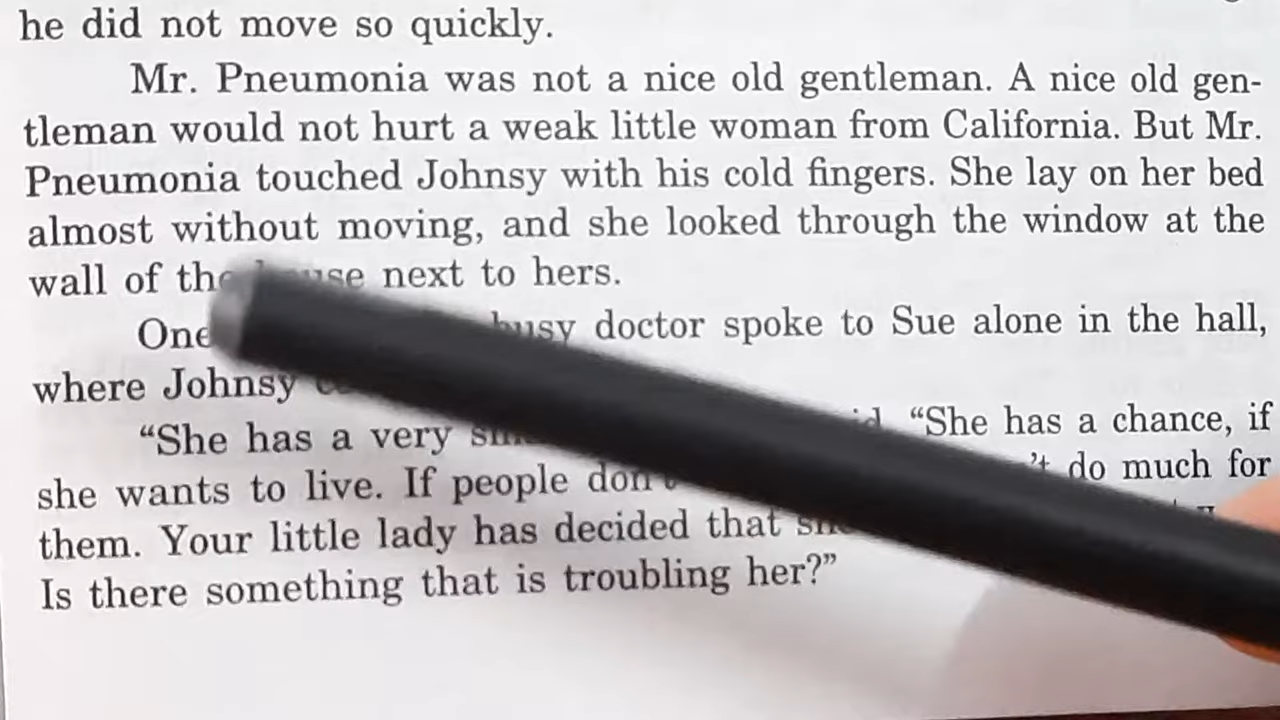 he did not move so quickly.
Mr. Pneumonia was not a nice old gen-
tleman. A nice old gentleman would not hurt a weak little woman from California. But Mr.
Pneumonia touched Johnsy with his cold fingers. She lay on her bed
almost without moving, and she looked through the window at the
wall of the next to hers.
One busy doctor spoke to Sue alone in the hall,
where Johnsy
“She has a very “She has a chance, if
she wants to live. If people don't do much for
them. Your little lady has decided that
Is there something that is troubling her?”